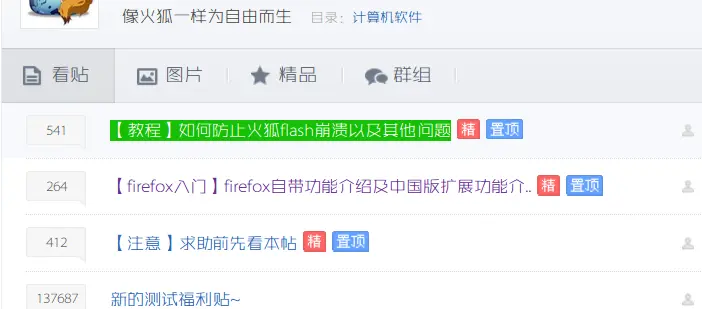 像火狐一样为自由而生 目录：计算机软件
看贴 图片 精品 群组
541 【教程】如何防止火狐flash崩溃以及其他问题 精 置顶
264 【firefox入门】firefox自带功能介绍及中国版扩展功能介.. 精 置顶
412 【注意】求助前先看本帖 精 置顶
137687 新的测试福利贴~